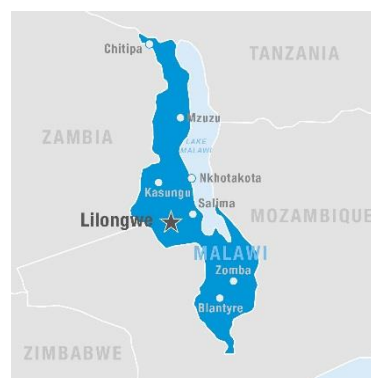 Chitipa
TANZANIA
Mzuzu
ZAMBIA
LAKE
MALAWI
Nkhotakota
Kasungu
Salima
Lilongwe
MOZAMBIQUE
MALAWI
Zomba
Blantyre
ZIMBABWE